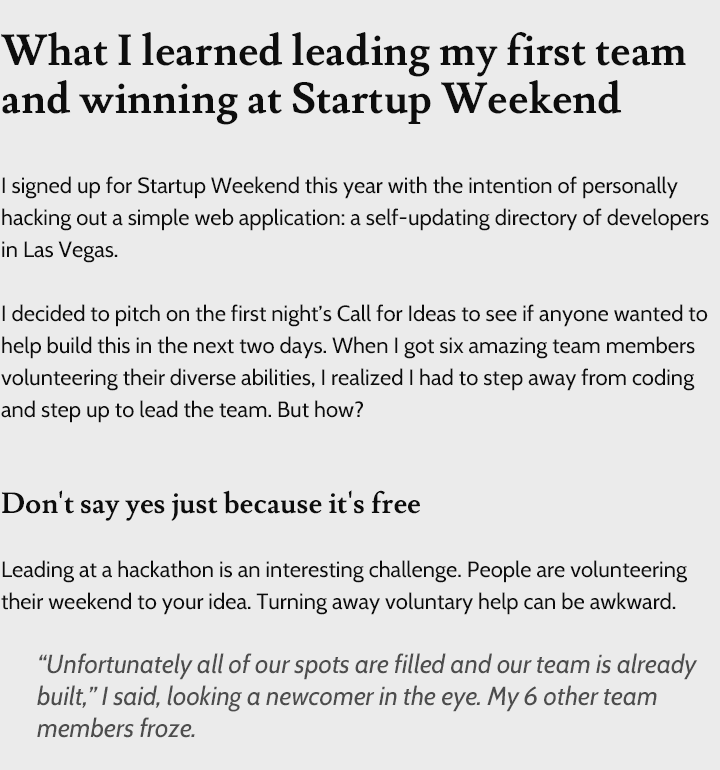 What I learned leading my first team
and winning at Startup Weekend
I signed up for Startup Weekend this year with the intention of personally
hacking out a simple web application: a self-updating directory of developers
in Las Vegas.
I decided to pitch on the first night’s Call for Ideas to see if anyone wanted to
help build this in the next two days. When I got six amazing team members
volunteering their diverse abilities, I realized I had to step away from coding
and step up to lead the team. But how?
Don't say yes just because it's free
Leading at a hackathon is an interesting challenge. People are volunteering
their weekend to your idea. Turning away voluntary help can be awkward.
“Unfortunately all of our spots are filled and our team is already
built,” I said, looking a newcomer in the eye. My 6 other team
members froze.